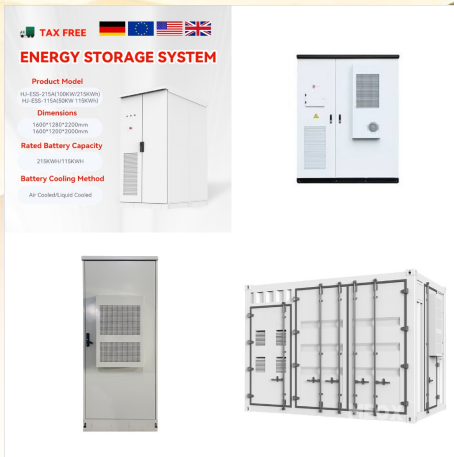 TAX FREE
ENERGY STORAGE SYSTEM
Product Model
HJ-ESS-215A(100KW/215KWh)
HJ-ESS-115A(50KW 115KWh)
Dimensions
1600*1280*2200mm
1600*1200*2000mm
Rated Battery Capacity
215KWH/115KWH
Battery Cooling Method
Air Cooled/Liquid Cooled